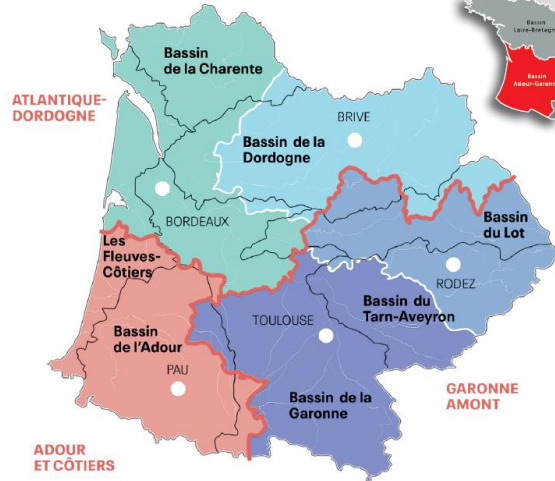 Bassin
Loire-Bretagne
Bassin
Adour-Garonne
Bassin
de la Charente
ATLANTIQUE-
DORDOGNE
BRIVE
Bassin de la
Dordogne
BORDEAUX
Bassin
du Lot
Les
Fleuves-
Côtiers
RODEZ
Bassin du
Tarn-Aveyron
TOULOUSE
Bassin
de l'Adour
PAU
Bassin de la
Garonne
GARONNE
AMONT
ADOUR
ET CÔTIERS